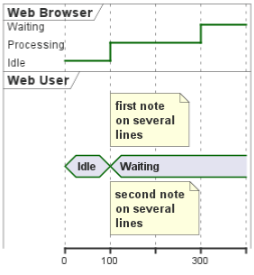 Web Browser
Waiting
Processing
Idle
Web User
first note
on several
lines
Idle
Waiting
second note
on several
lines
0
100
300